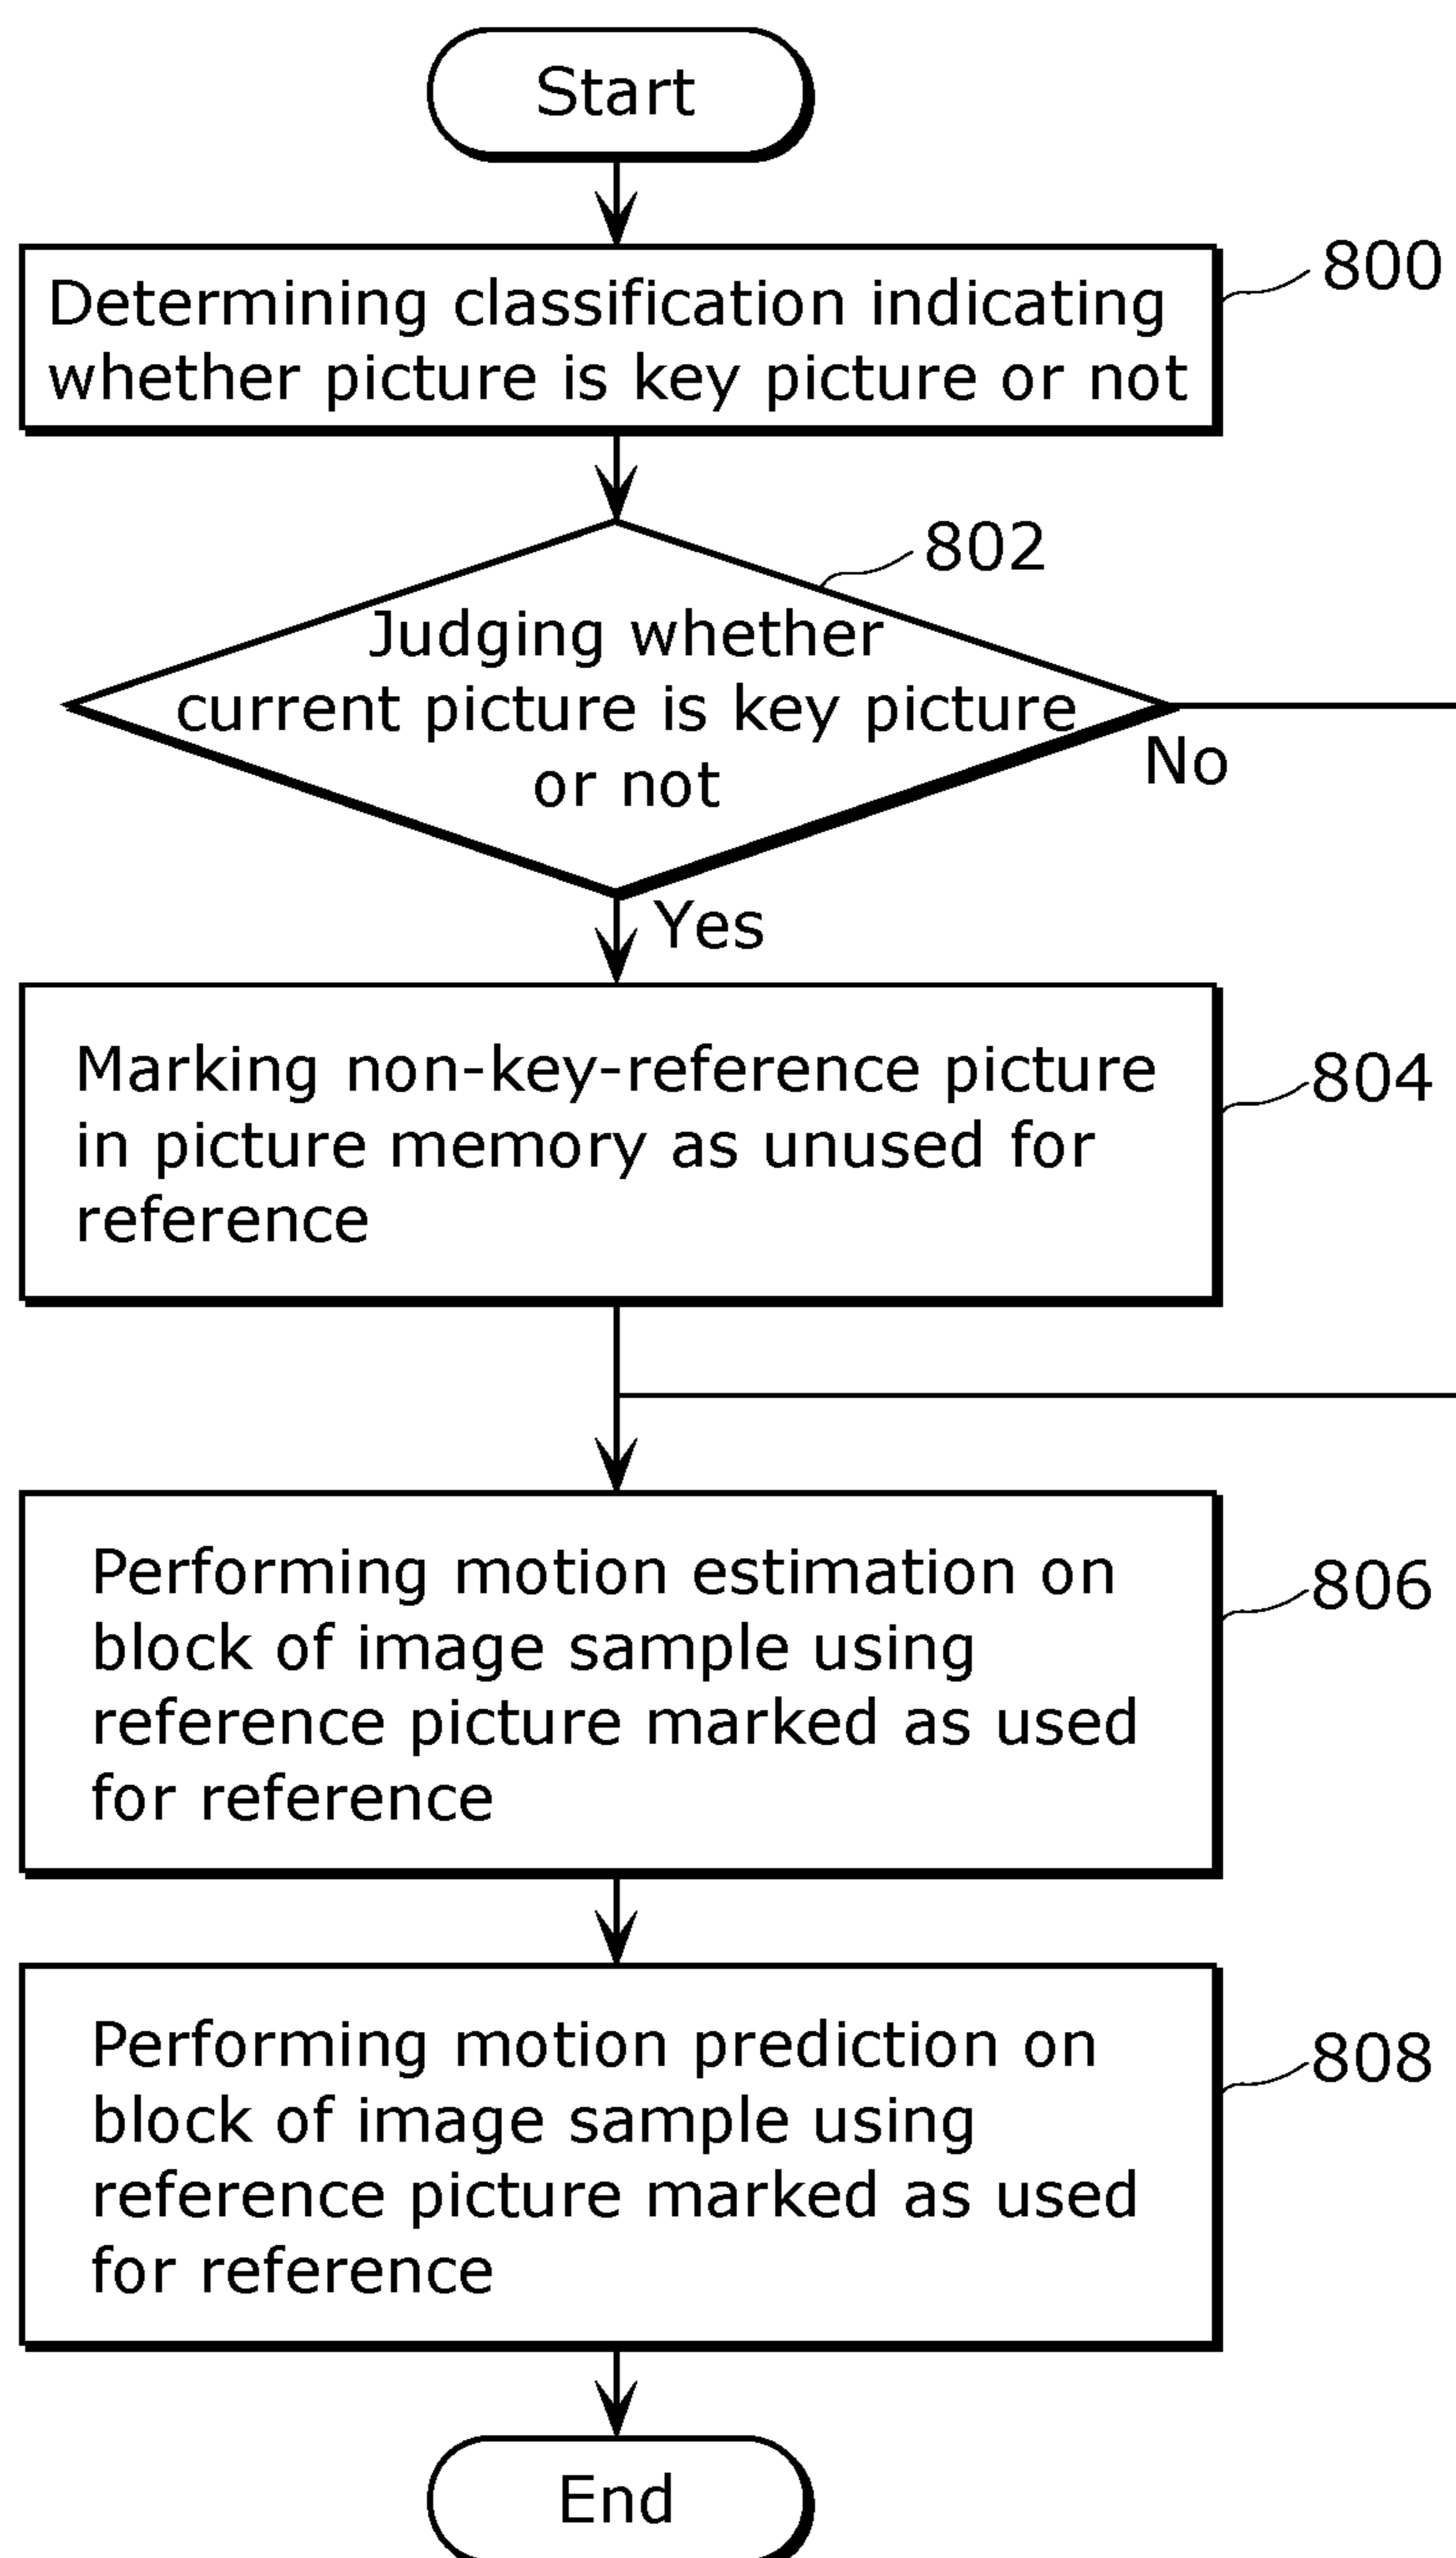 Start
Determining classification indicating
whether picture is key picture or not
800
802
Judging whether
current picture is key picture
or not
No
Yes
Marking non-key-reference picture
in picture memory as unused for
reference
804
Performing motion estimation on
block of image sample using
reference picture marked as used
for reference
806
Performing motion prediction on
block of image sample using
reference picture marked as used
for reference
808
End